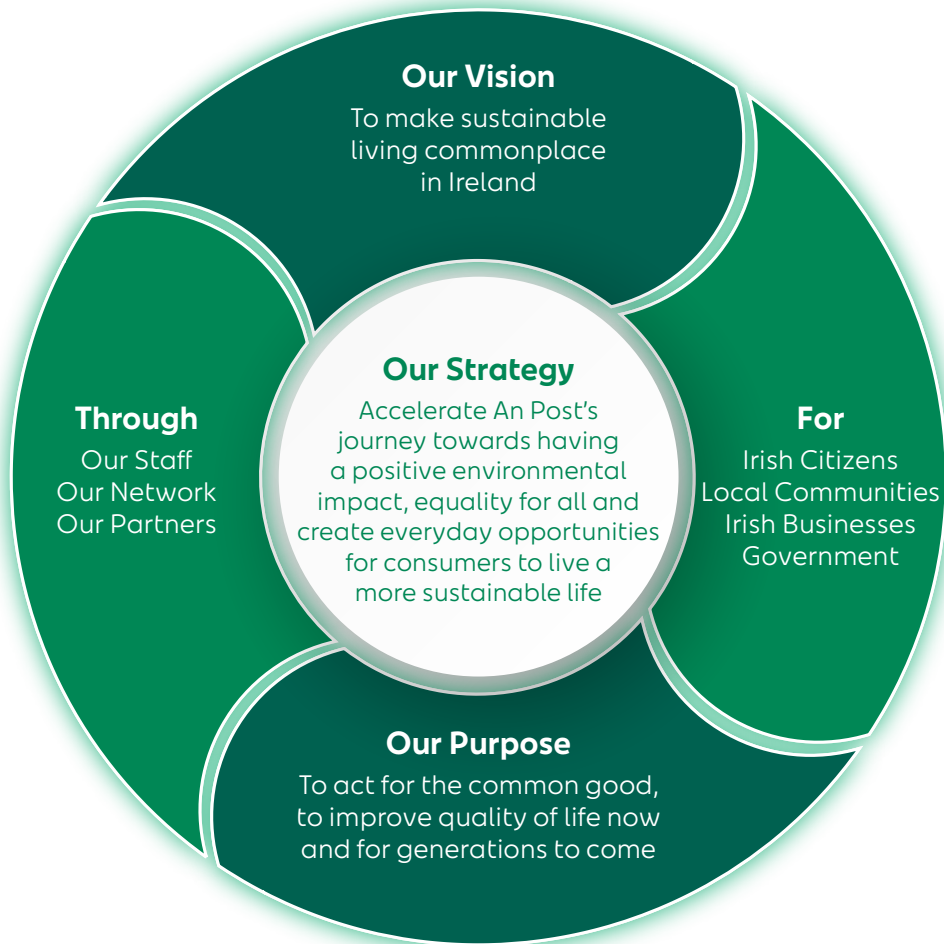 Our Vision
To make sustainable
living commonplace
in Ireland
Through
Our Staff
Our Network
Our Partners
Our Strategy
Accelerate An Post’s
journey towards having
a positive environmental
impact, equality for all and
create everyday opportunities
for consumers to live a
more sustainable life
For
Irish Citizens
Local Communities
Irish Businesses
Government
Our Purpose
To act for the common good,
to improve quality of life now
and for generations to come